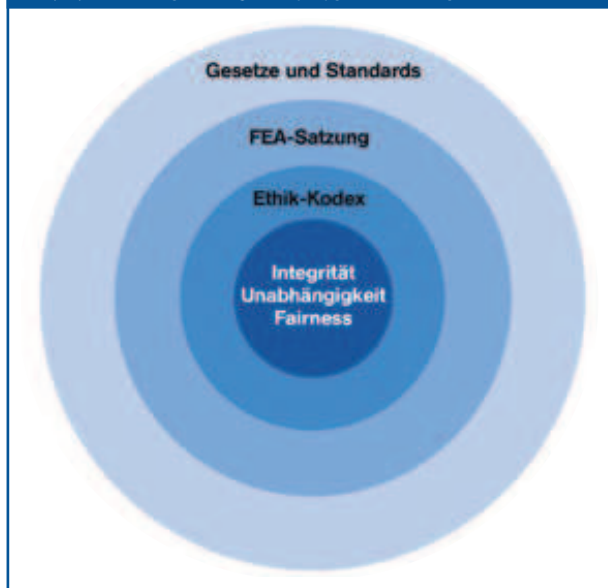 Gesetze und Standards
FEA-Satzung
Ethik-Kodex
Integrität
Unabhängigkeit
Fairness